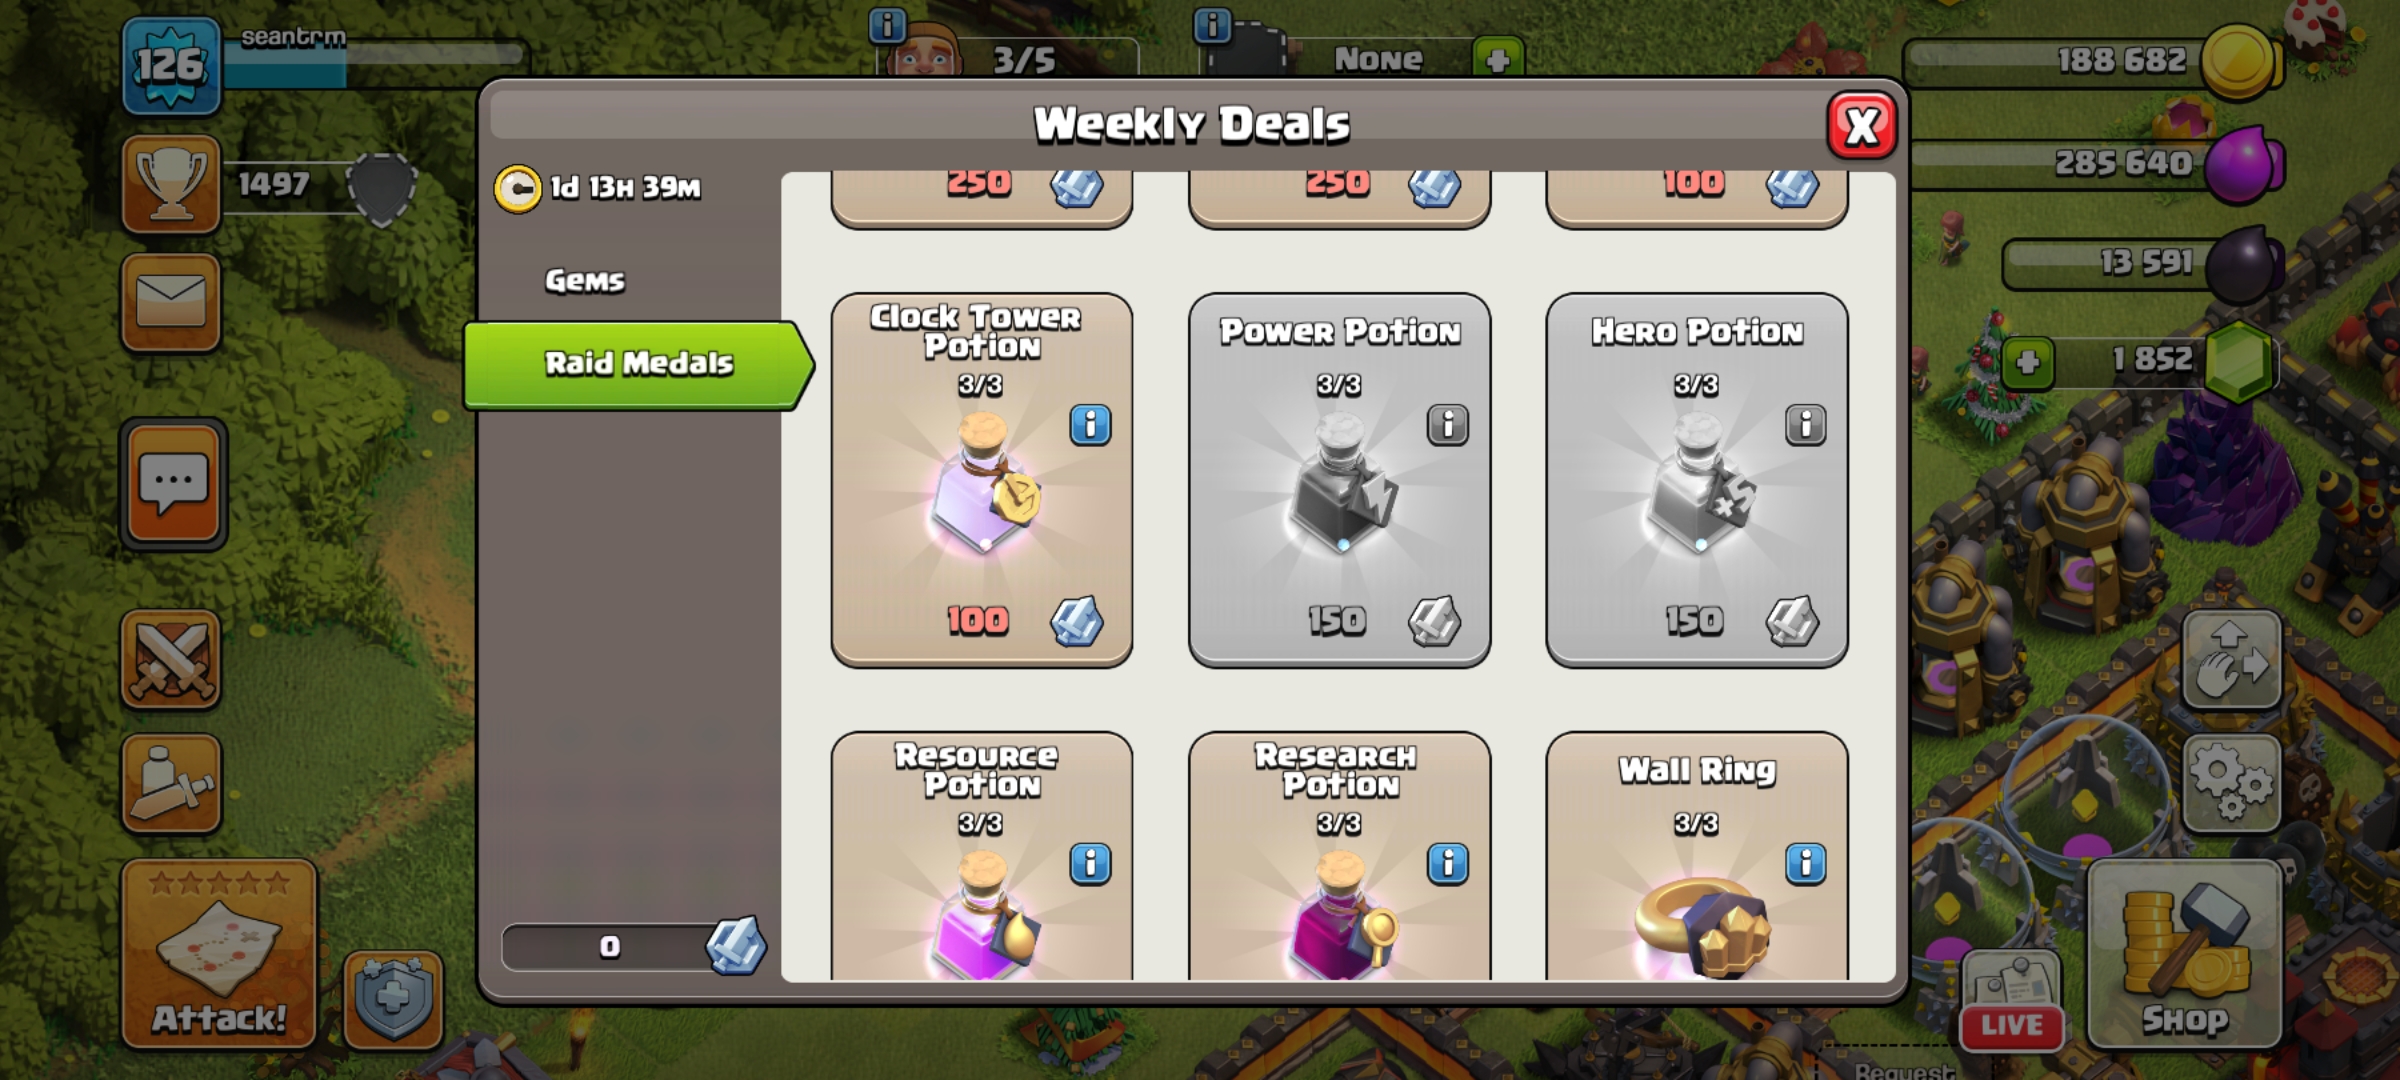 126
seantrm
3/5
None
188 682
1497
285 640
13 591
1 852
Weekly Deals
X
1d 13H 39M
Gems
Raid Medals
0
250
250
100
Clock Tower
Potion
3/3
100
Power Potion
3/3
150
Hero Potion
3/3
x5
150
Resource
Potion
3/3
Research
Potion
3/3
Wall Ring
3/3
Attack!
LIVE
Shop
Request